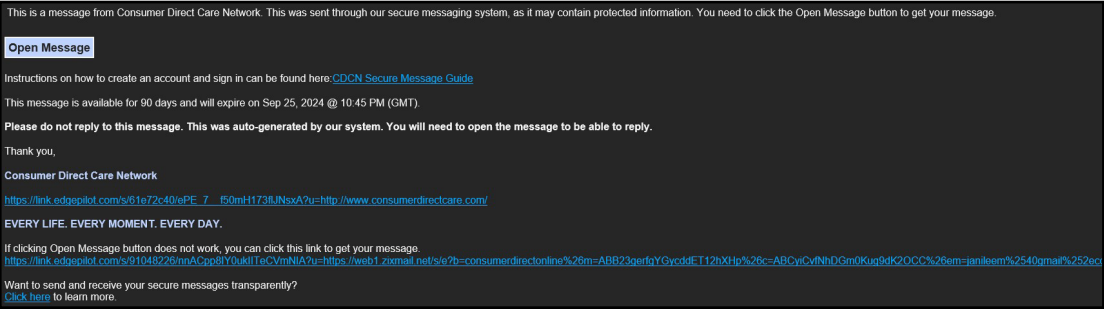 This is a message from Consumer Direct Care Network. This was sent through our secure messaging system, as it may contain protected information. You need to click the Open Message button to get your message.
Open Message
Instructions on how to create an account and sign in can be found here:CDCN Secure Message Guide
This message is available for 90 days and will expire on Sep 25, 2024 @ 10:45 PM (GMT).
Please do not reply to this message. This was auto-generated by our system. You will need to open the message to be able to reply.
Thank you,
Consumer Direct Care Network
https://link.edgepilot.com/s/61e72c40/ePE_7__f50mH173flJNsxA?u=http://www.consumerdirectcare.com/
EVERY LIFE. EVERY MOMENT. EVERY DAY.
If clicking Open Message button does not work, you can click this link to get your message.
https://link.edgepilot.com/s/91048226/nnACpp8IY0ukIITeCVmNIA?u=https://web1.zixmail.net/s/e?b=consumerdirectonline%26m=ABB23qerfgYGycddET12hXHp%26c=ABCyiCvfNhDGm0Kug9dK2OCC%26em=janileem%2540gmail%252eco
Want to send and receive your secure messages transparently?
Click here to learn more.